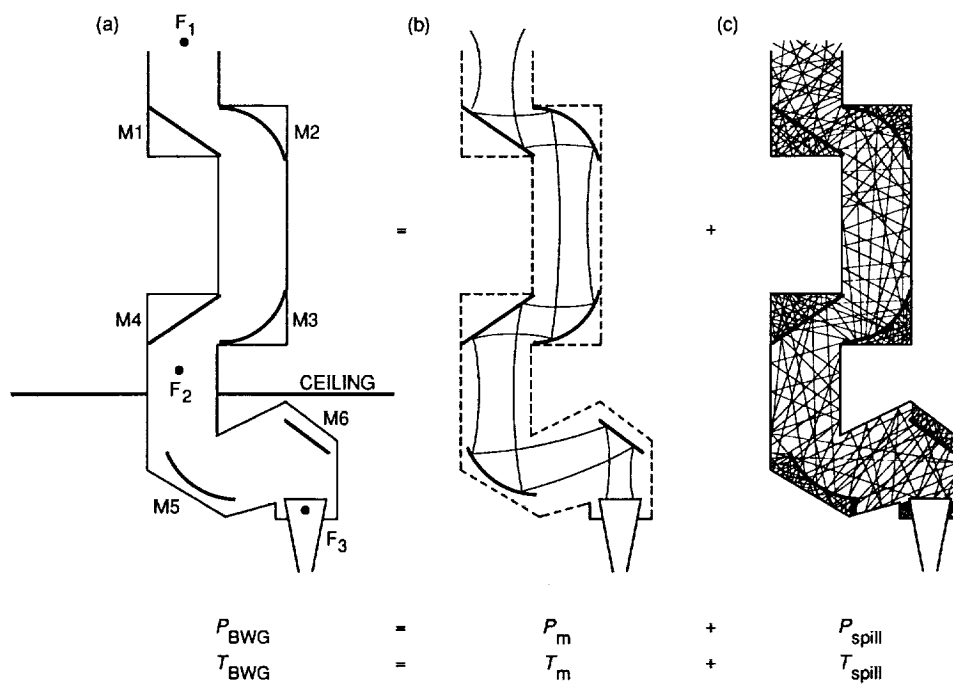 (a) F1 (b) (c)
M1 M2
= +
M4 M3
F2 CEILING
M6
M5
F3
PBWG = Pm + Pspill
TBWG = Tm + Tspill